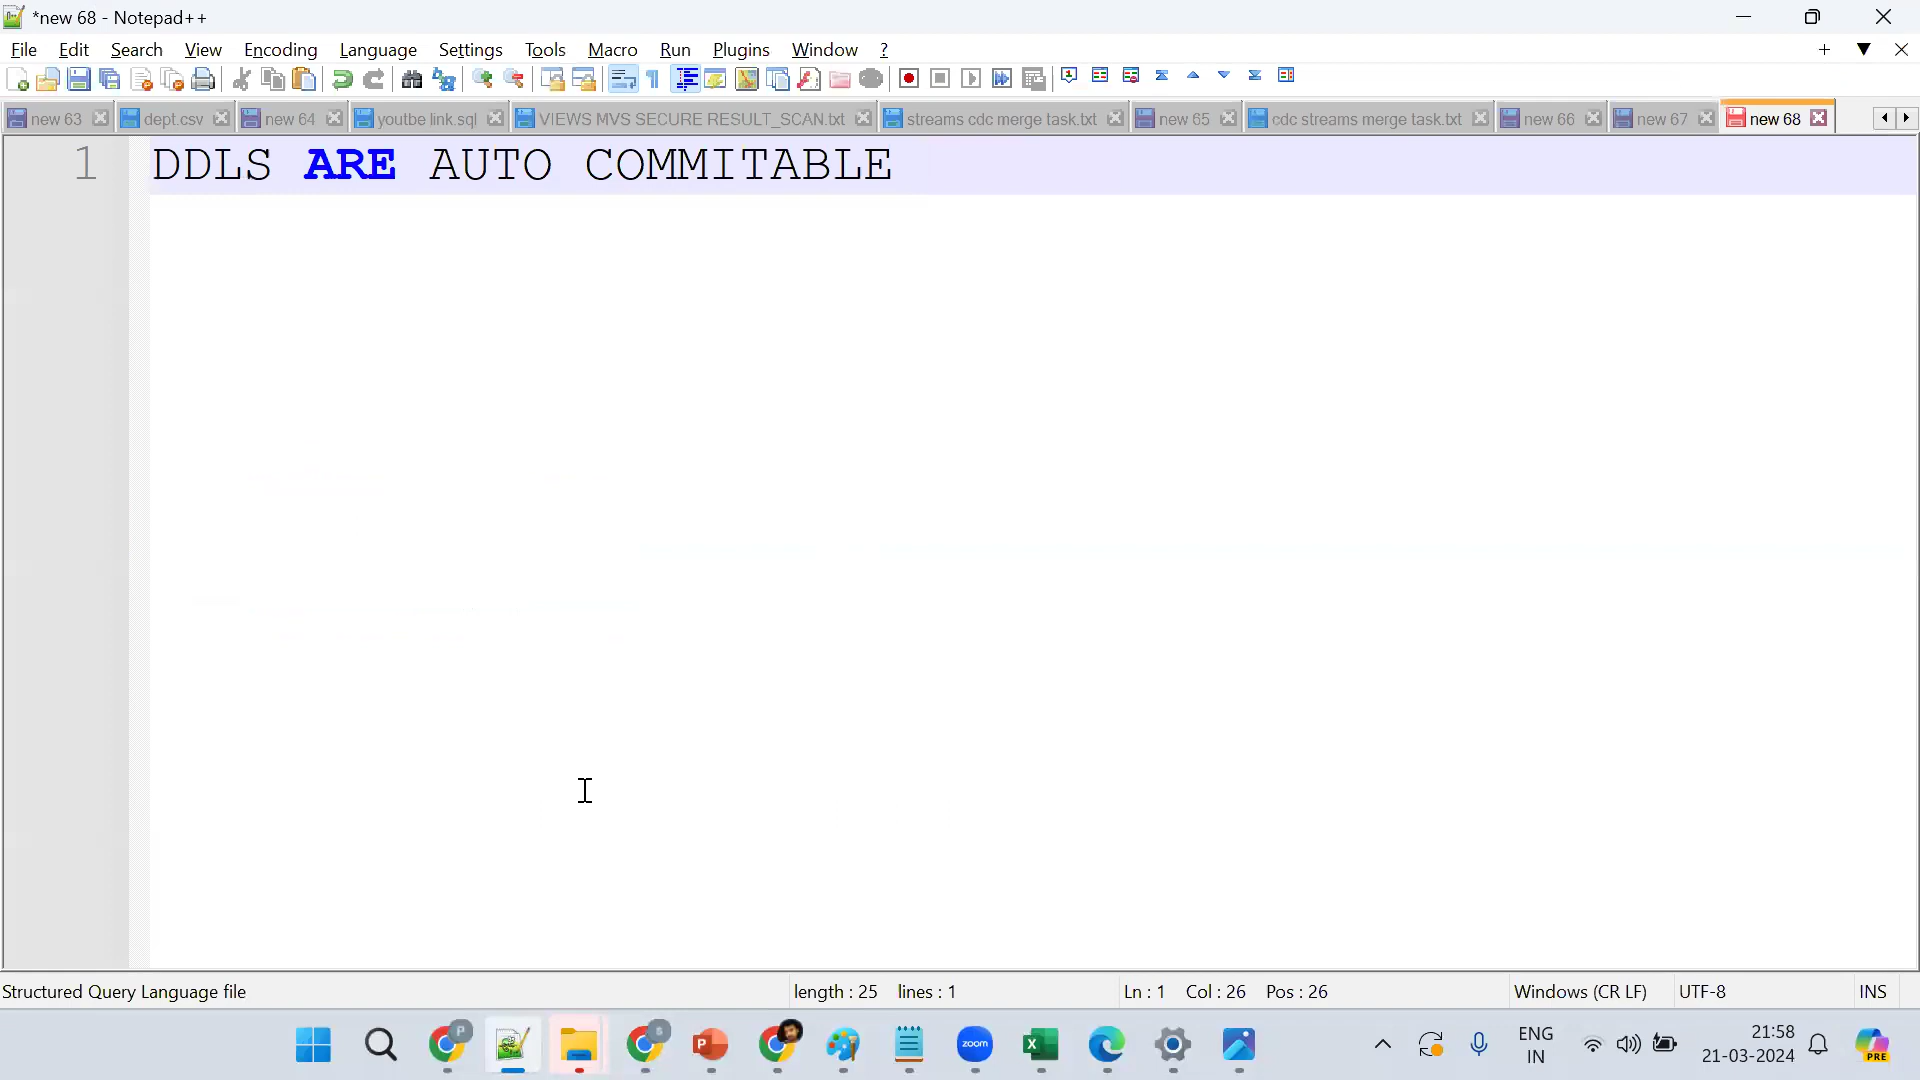 *new 68 - Notepad++
File Edit Search View Encoding Language Settings Tools Macro Run Plugins Window ?
new 63 dept.csv new 64 youtbe link.sql VIEWS MVS SECURE RESULT_SCAN.txt streams cdc merge task.txt new 65 cdc streams merge task.txt new 66 new 67 new 68
1 DDLS ARE AUTO COMMITABLE
Structured Query Language file length : 25 lines : 1 Ln : 1 Col : 26 Pos : 26 Windows (CR LF) UTF-8 INS
P S zoom ENG 21:58
IN 21-03-2024 PRE